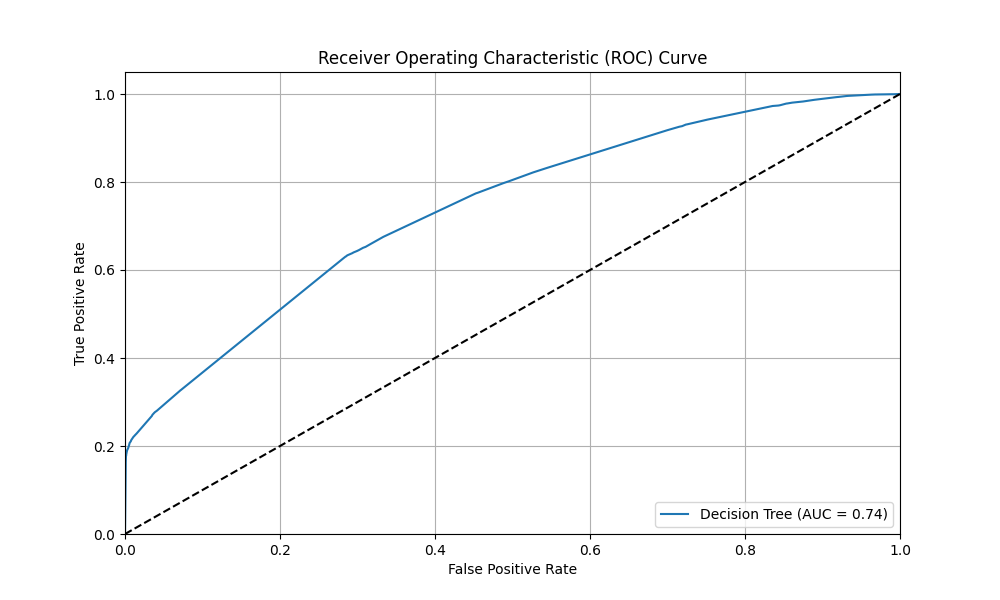 Receiver Operating Characteristic (ROC) Curve
True Positive Rate
1.0
0.8
0.6
0.4
0.2
0.0
0.0 0.2 0.4 0.6 0.8 1.0
False Positive Rate
Decision Tree (AUC = 0.74)